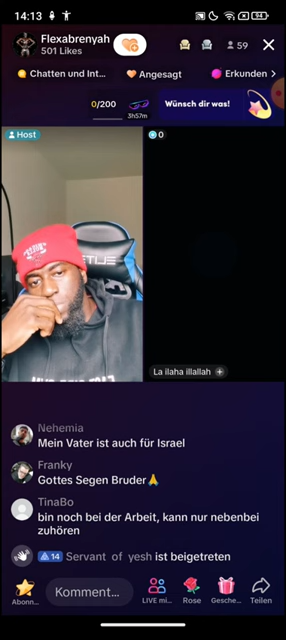 14:13
94
Flexabrenyah
501 Likes
59
Chatten und Int...
Angesagt
Erkunden
0/200
3h57m
Wünsch dir was!
Host
0
La ilaha illallah +
Nehemia
Mein Vater ist auch für Israel
Franky
Gottes Segen Bruder🙏
TinaBo
bin noch bei der Arbeit, kann nur nebenbei
zuhören
14 Servant of yesh ist beigetreten
Abonn...
Komment...
LIVE mi...
Rose
Gesche...
Teilen